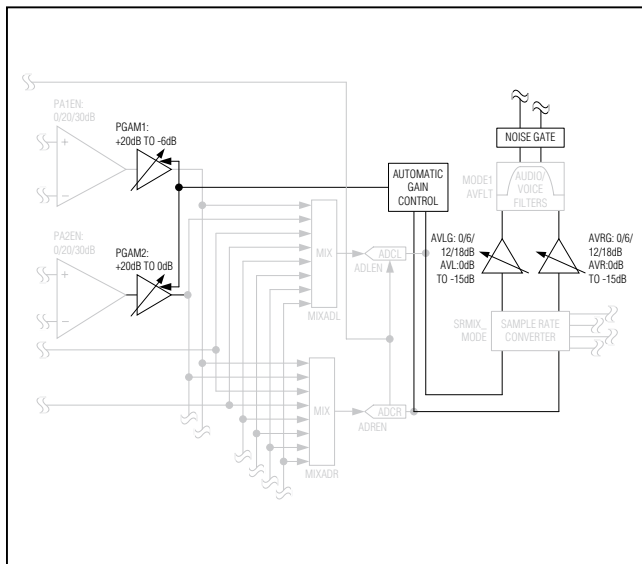 PA1EN:
0/20/30dB
PGAM1:
+20dB TO -6dB
+
−
PA2EN:
0/20/30dB
PGAM2:
+20dB TO 0dB
+
−
MIX
MIXADL
ADCL
ADLEN
MIX
MIXADR
ADCR
ADREN
AUTOMATIC
GAIN
CONTROL
NOISE GATE
MODE1
AVFLT
AUDIO/
VOICE
FILTERS
AVLG: 0/6/
12/18dB
AVL:0dB
TO -15dB
AVRG: 0/6/
12/18dB
AVR:0dB
TO -15dB
SRMIX_
MODE
SAMPLE RATE
CONVERTER